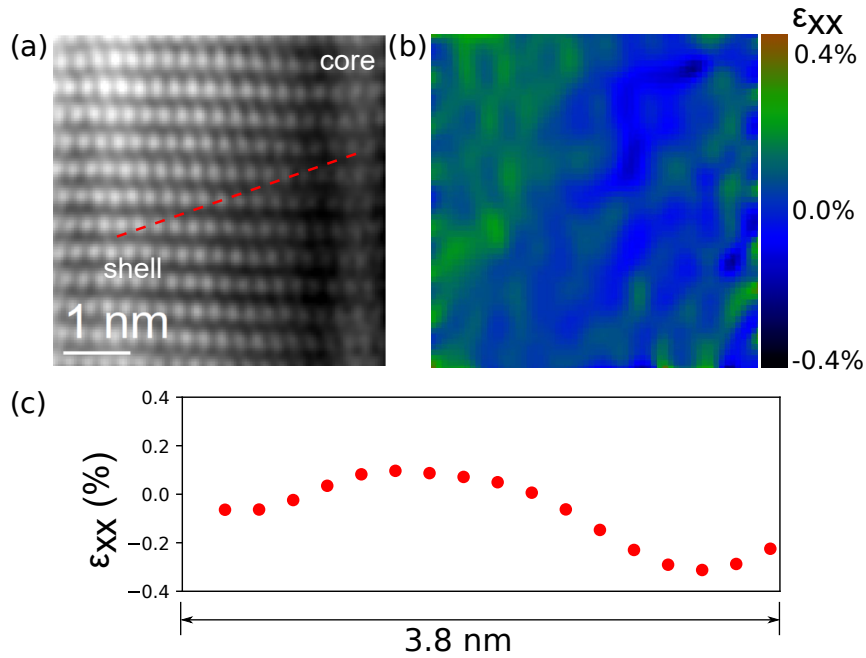 (a)
core
shell
1 nm
(b)
εxx
0.4%
0.0%
-0.4%
(c)
εxx (%)
0.4
0.2
0.0
−0.2
−0.4
3.8 nm